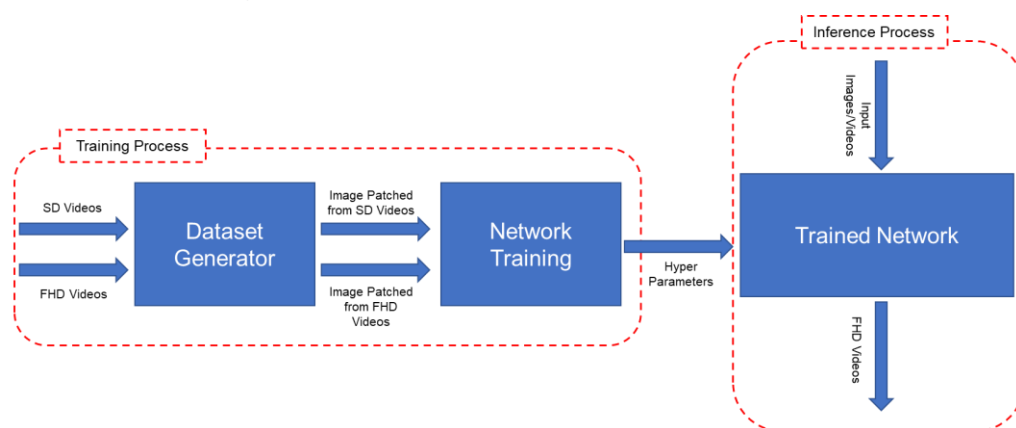 Inference Process
Input
Images/Videos
Training Process
SD Videos
FHD Videos
Dataset
Generator
Image Patched
from SD Videos
Image Patched
from FHD
Videos
Network
Training
Hyper
Parameters
Trained Network
FHD Videos